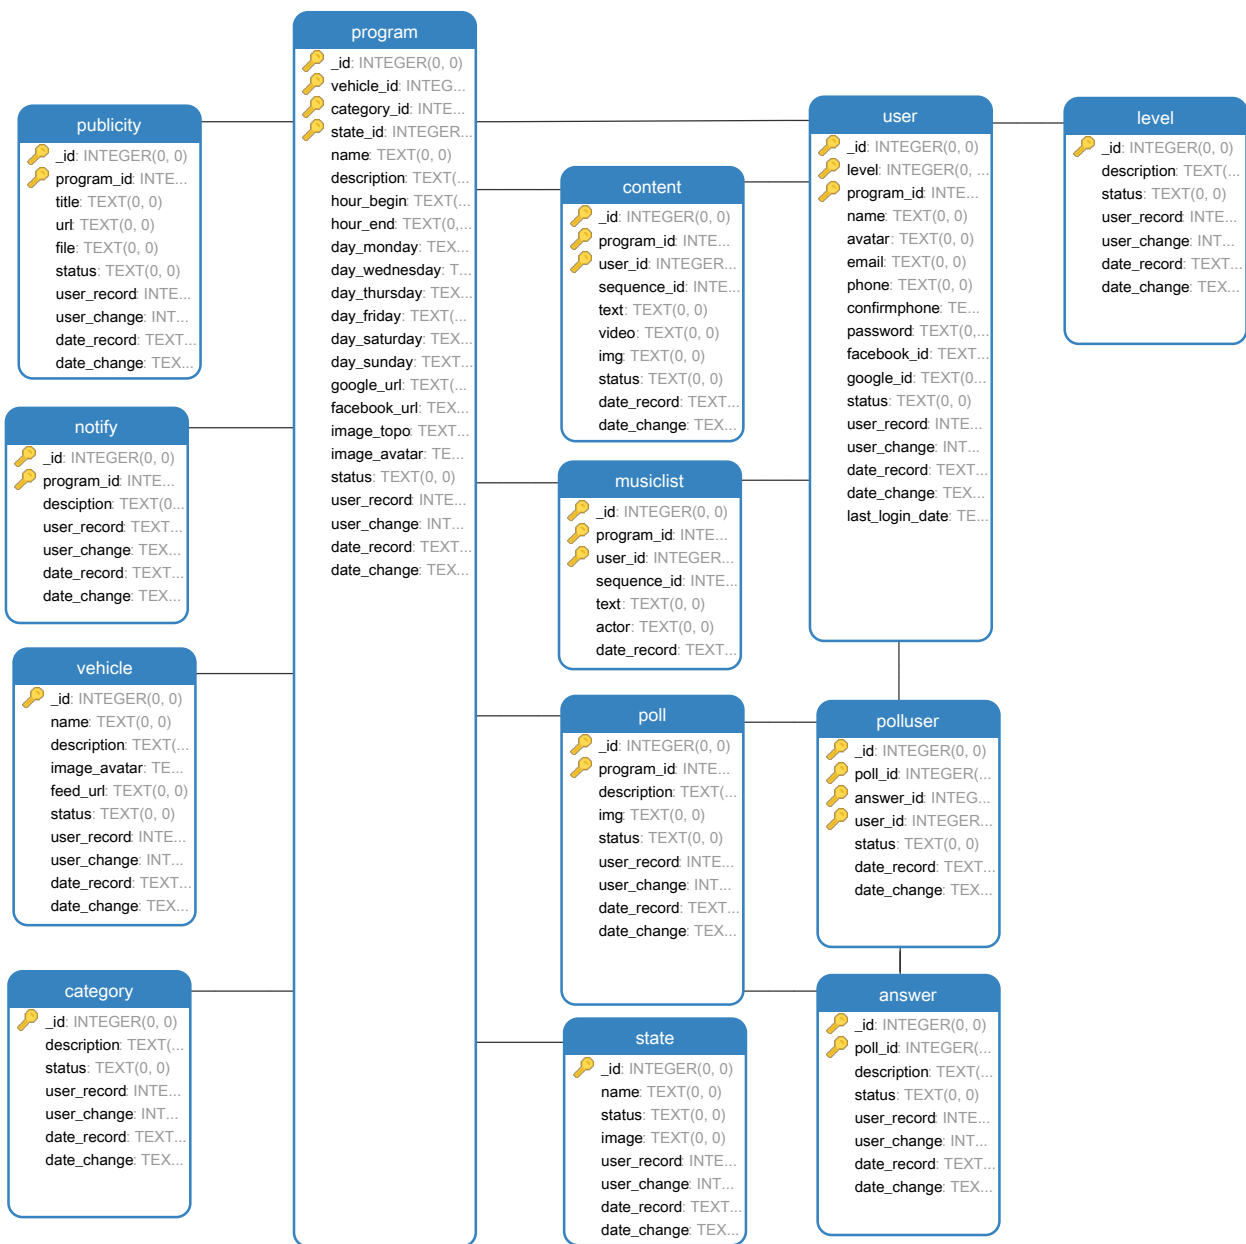 program
_id: INTEGER(0, 0)
vehicle_id: INTEG...
category_id: INTE...
state_id: INTEGER...
name: TEXT(0, 0)
description: TEXT(...
hour_begin: TEXT(...
hour_end: TEXT(0,...
day_monday: TEX...
day_wednesday: T...
day_thursday: TEX...
day_friday: TEXT(...
day_saturday: TEX...
day_sunday: TEXT...
google_url: TEXT(...
facebook_url: TEX...
image_topo: TEXT...
image_avatar: TE...
status: TEXT(0, 0)
user_record: INTE...
user_change: INT...
date_record: TEXT...
date_change: TEX...
publicity
_id: INTEGER(0, 0)
program_id: INTE...
title: TEXT(0, 0)
url: TEXT(0, 0)
file: TEXT(0, 0)
status: TEXT(0, 0)
user_record: INTE...
user_change: INT...
date_record: TEXT...
date_change: TEX...
user
_id: INTEGER(0, 0)
level: INTEGER(0, ...
program_id: INTE...
name: TEXT(0, 0)
avatar: TEXT(0, 0)
email: TEXT(0, 0)
phone: TEXT(0, 0)
confirmphone: TE...
password: TEXT(0,...
facebook_id: TEXT...
google_id: TEXT(0...
status: TEXT(0, 0)
user_record: INTE...
user_change: INT...
date_record: TEXT...
date_change: TEX...
last_login_date: TE...
level
_id: INTEGER(0, 0)
description: TEXT(...
status: TEXT(0, 0)
user_record: INTE...
user_change: INT...
date_record: TEXT...
date_change: TEX...
content
_id: INTEGER(0, 0)
program_id: INTE...
user_id: INTEGER...
sequence_id: INTE...
text: TEXT(0, 0)
video: TEXT(0, 0)
img: TEXT(0, 0)
status: TEXT(0, 0)
date_record: TEXT...
date_change: TEX...
notify
_id: INTEGER(0, 0)
program_id: INTE...
desciption: TEXT(0...
user_record: TEXT...
user_change: TEX...
date_record: TEXT...
date_change: TEX...
musiclist
_id: INTEGER(0, 0)
program_id: INTE...
user_id: INTEGER...
sequence_id: INTE...
text: TEXT(0, 0)
actor: TEXT(0, 0)
date_record: TEXT...
vehicle
_id: INTEGER(0, 0)
name: TEXT(0, 0)
description: TEXT(...
image_avatar: TE...
feed_url: TEXT(0, 0)
status: TEXT(0, 0)
user_record: INTE...
user_change: INT...
date_record: TEXT...
date_change: TEX...
poll
_id: INTEGER(0, 0)
program_id: INTE...
description: TEXT(...
img: TEXT(0, 0)
status: TEXT(0, 0)
user_record: INTE...
user_change: INT...
date_record: TEXT...
date_change: TEX...
polluser
_id: INTEGER(0, 0)
poll_id: INTEGER(...
answer_id: INTEG...
user_id: INTEGER...
status: TEXT(0, 0)
date_record: TEXT...
date_change: TEX...
category
_id: INTEGER(0, 0)
description: TEXT(...
status: TEXT(0, 0)
user_record: INTE...
user_change: INT...
date_record: TEXT...
date_change: TEX...
state
_id: INTEGER(0, 0)
name: TEXT(0, 0)
status: TEXT(0, 0)
image: TEXT(0, 0)
user_record: INTE...
user_change: INT...
date_record: TEXT...
date_change: TEX...
answer
_id: INTEGER(0, 0)
poll_id: INTEGER(...
description: TEXT(...
status: TEXT(0, 0)
user_record: INTE...
user_change: INT...
date_record: TEXT...
date_change: TEX...